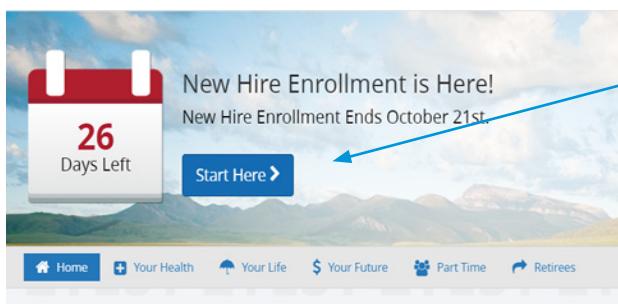 New Hire Enrollment is Here!
New Hire Enrollment Ends October 21st.
26
Days Left
Start Here
Home Your Health Your Life $ Your Future Part Time Retirees